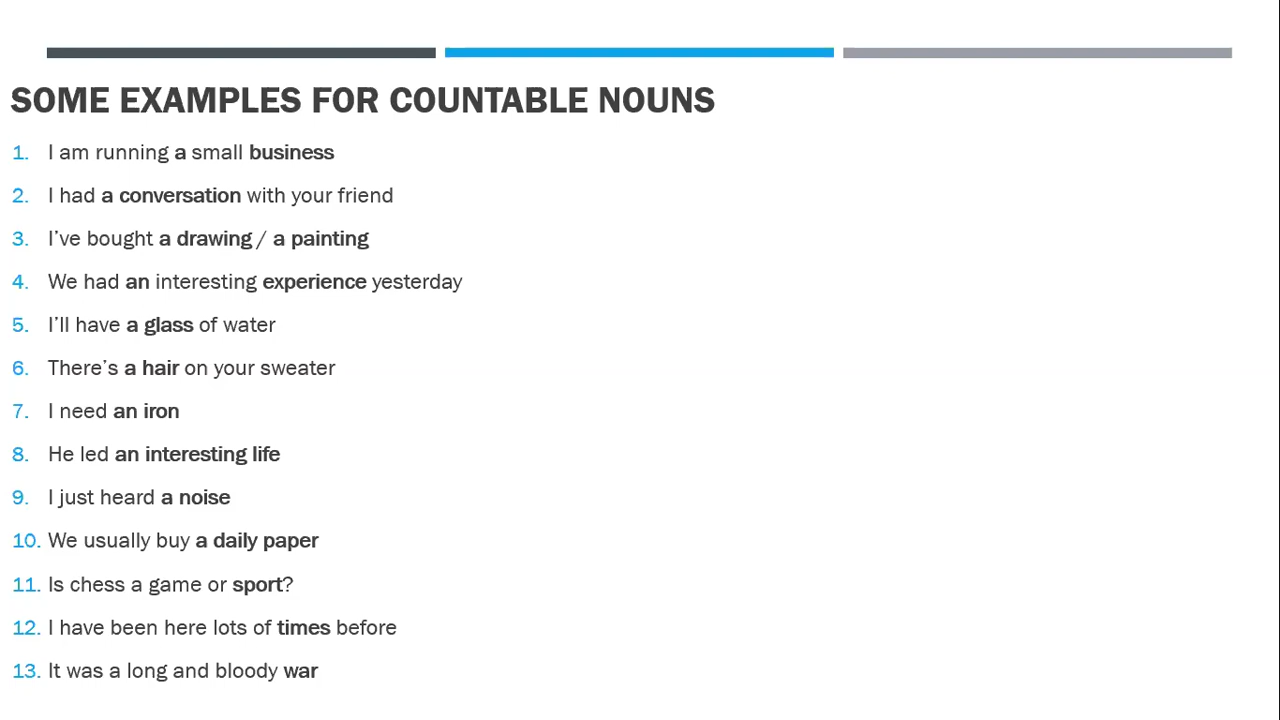 SOME EXAMPLES FOR COUNTABLE NOUNS
1. I am running a small business
2. I had a conversation with your friend
3. I’ve bought a drawing / a painting
4. We had an interesting experience yesterday
5. I’ll have a glass of water
6. There’s a hair on your sweater
7. I need an iron
8. He led an interesting life
9. I just heard a noise
10. We usually buy a daily paper
11. Is chess a game or sport?
12. I have been here lots of times before
13. It was a long and bloody war